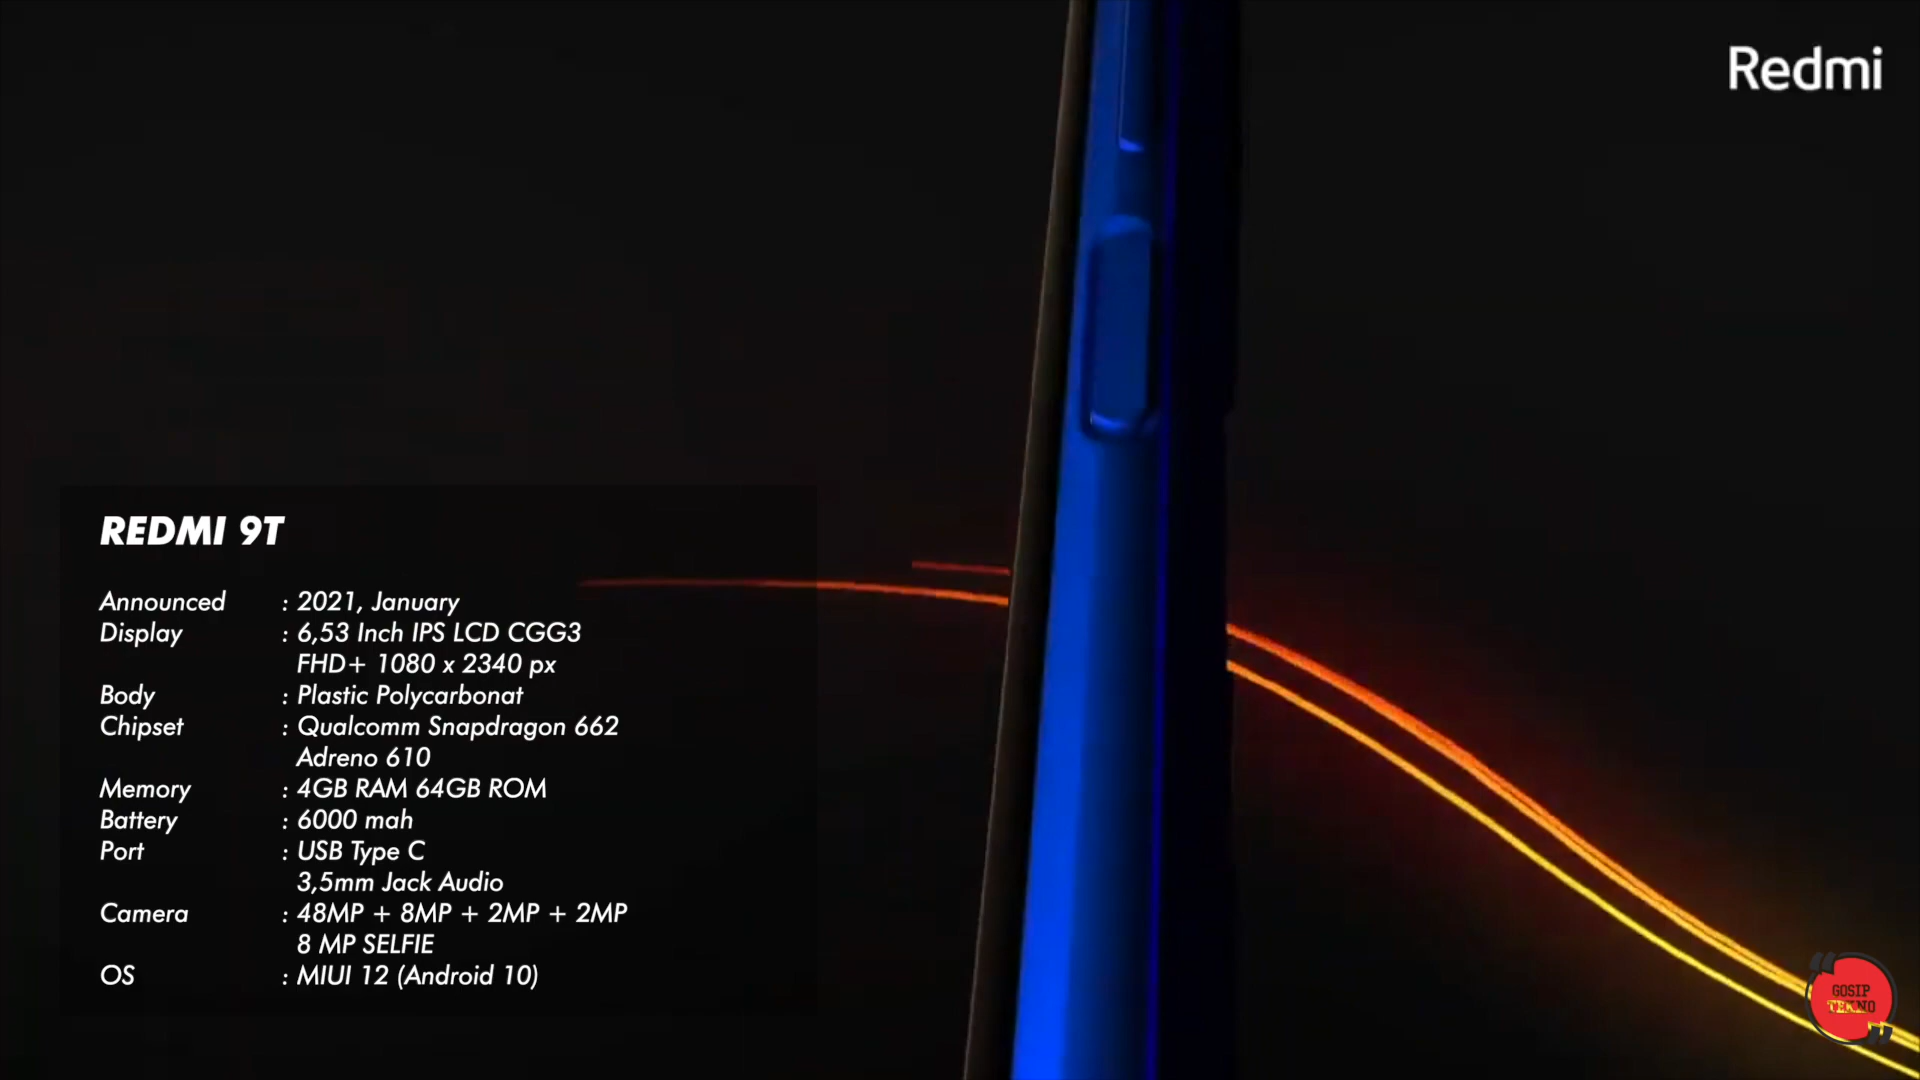 Redmi
REDMI 9T
Announced : 2021, January
Display : 6,53 Inch IPS LCD CGG3
FHD+ 1080 x 2340 px
Body : Plastic Polycarbonat
Chipset : Qualcomm Snapdragon 662
Adreno 610
Memory : 4GB RAM 64GB ROM
Battery : 6000 mah
Port : USB Type C
3,5mm Jack Audio
Camera : 48MP + 8MP + 2MP + 2MP
8 MP SELFIE
OS : MIUI 12 (Android 10)
GOSIP
TEKNO